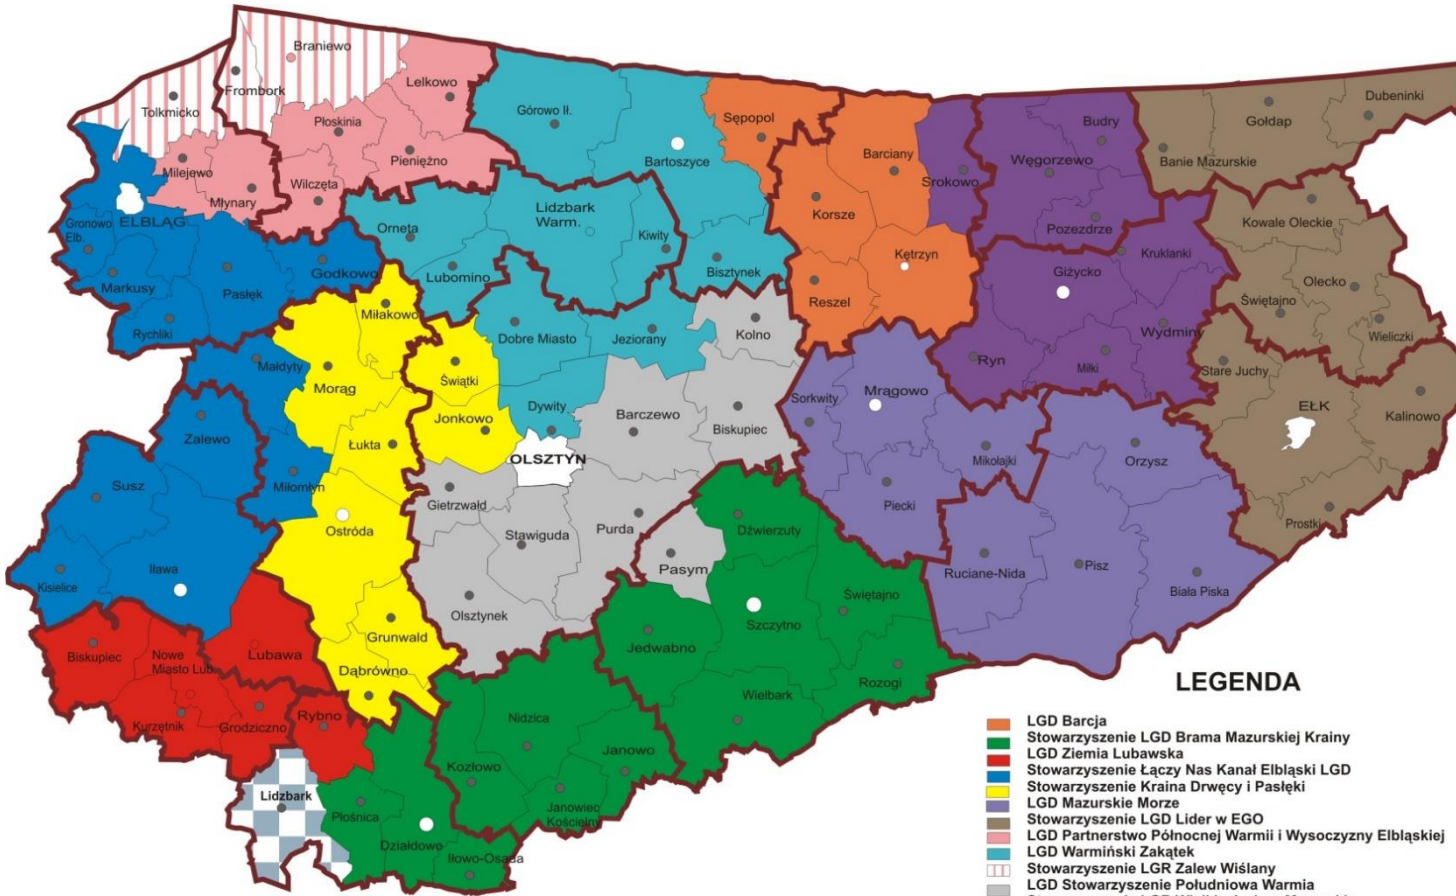 Braniewo
Lelkowo
Frombork
Tolkmicko
Płoskinia
Górowo Ił.
Sępopol
Bartoszyce
Barciany
Srokowo
Węgorzewo
Budry
Banie Mazurskie
Gołdap
Dubeninki
Pieniężno
Milejewo
Młynary
Wilczęta
ELBLĄG
Gronowo
Elb.
Markusy
Pasłęk
Godkowo
Rychliki
Orneta
Lubomino
Lidzbark
Warm.
Kiwity
Bisztynek
Korsze
Reszel
Kętrzyn
Pozezdrze
Giżycko
Kruklanki
Wydminy
Ryn
Miłki
Kowale Oleckie
Olecko
Świętajno
Wieliczki
Stare Juchy
EŁK
Kalinowo
Prostki
Małdyty
Miłakowo
Morąg
Świątki
Dobre Miasto
Jeziorany
Kolno
Jonkowo
Dywity
Barczewo
Biskupiec
Sorkwity
Mrągowo
Mikołajki
Piecki
Orzysz
Zalewo
Susz
Miłomłyn
Łukta
OLSZTYN
Gietrzwałd
Stawiguda
Purda
Ostróda
Iława
Kisielice
Pasym
Dźwierzuty
Ruciane-Nida
Pisz
Biała Piska
Olsztynek
Szczytno
Świętajno
Jedwabno
Grunwald
Dąbrówno
Biskupiec
Nowe
Miasto Lub.
Lubawa
Kurzętnik
Grodziczno
Rybno
Wielbark
Rozogi
Nidzica
Kozłowo
Janowo
Janowiec
Kościelny
Lidzbark
Płośnica
Działdowo
Iłowo-Osada
LEGENDA
LGD Barcja
Stowarzyszenie LGD Brama Mazurskiej Krainy
LGD Ziemia Lubawska
Stowarzyszenie Łączy Nas Kanał Elbląski LGD
Stowarzyszenie Kraina Drwęcy i Pasłęki
LGD Mazurskie Morze
Stowarzyszenie LGD Lider w EGO
LGD Partnerstwo Północnej Warmii i Wysoczyzny Elbląskiej
LGD Warmiński Zakątek
Stowarzyszenie LGR Zalew Wiślany
LGD Stowarzyszenie Południowa Warmia